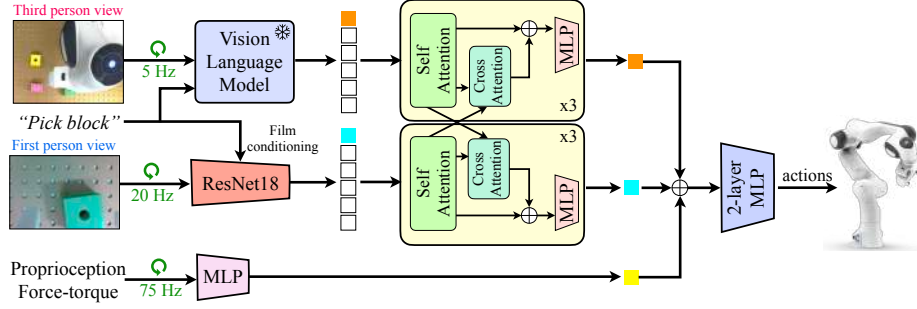 Third person view
5 Hz
Vision
Language
Model
Self
Attention
Cross
Attention
MLP
x3
“Pick block”
Film
conditioning
First person view
20 Hz
ResNet18
Self
Attention
Cross
Attention
MLP
x3
2-layer
MLP
actions
Proprioception
Force-torque
75 Hz
MLP